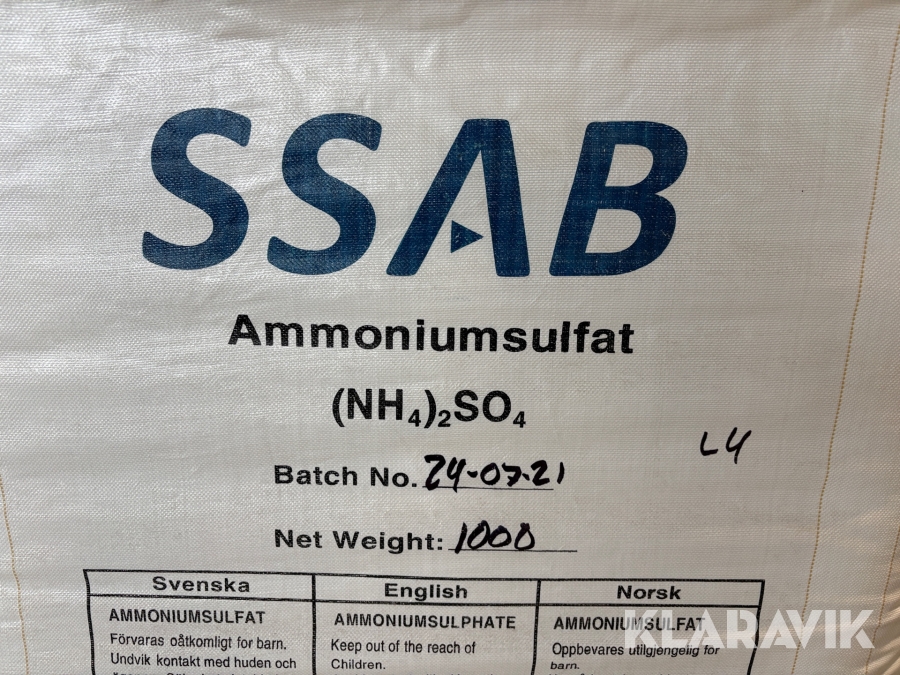 SSAB
Ammoniumsulfat
(NH₄)₂SO₄
L4
Batch No. 24-07-21
Net Weight: 1000
Svenska
AMMONIUMSULFAT
Förvaras oåtkomligt för barn.
Undvik kontakt med huden och
English
AMMONIUMSULPHATE
Keep out of the reach of
Children.
Norsk
AMMONIUMSULFAT
Oppbevares utilgjengelig for
barn.
KLARAVIK